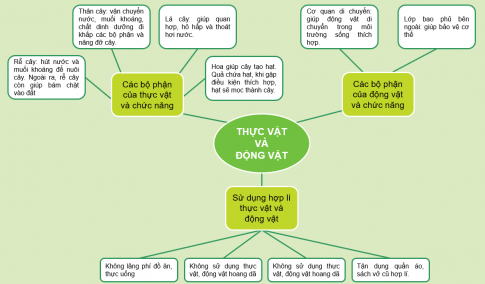 Thân cây: vận chuyển
nước, muối khoáng,
chất dinh dưỡng đi
khắp các bộ phận và
nâng đỡ cây.
Lá cây: giúp quan
hợp, hô hấp và thoát
hơi nước.
Cơ quan di chuyển:
giúp động vật di
chuyển trong môi
trường sống thích
hợp.
Lớp bao phủ bên
ngoài: giúp bảo vệ cơ
thể
Rễ cây: hút nước và
muối khoáng để nuôi
cây. Ngoài ra, rễ cây
còn giúp bám chặt
vào đất
Các bộ phận
của thực vật
và chức năng
Hoa giúp cây tạo hạt.
Quả chứa hạt, khi gặp
điều kiện thích hợp,
hạt sẽ mọc thành cây.
Các bộ phận
của động vật
và chức năng
THỰC VẬT
VÀ
ĐỘNG VẬT
Sử dụng hợp lí
thực vật và
động vật
Không lãng phí đồ ăn,
thực uống
Không sử dụng thực
vật, động vật hoang dã
Không sử dụng thực
vật, động vật hoang dã
Tận dụng quần áo,
sách vở cũ hợp lí.